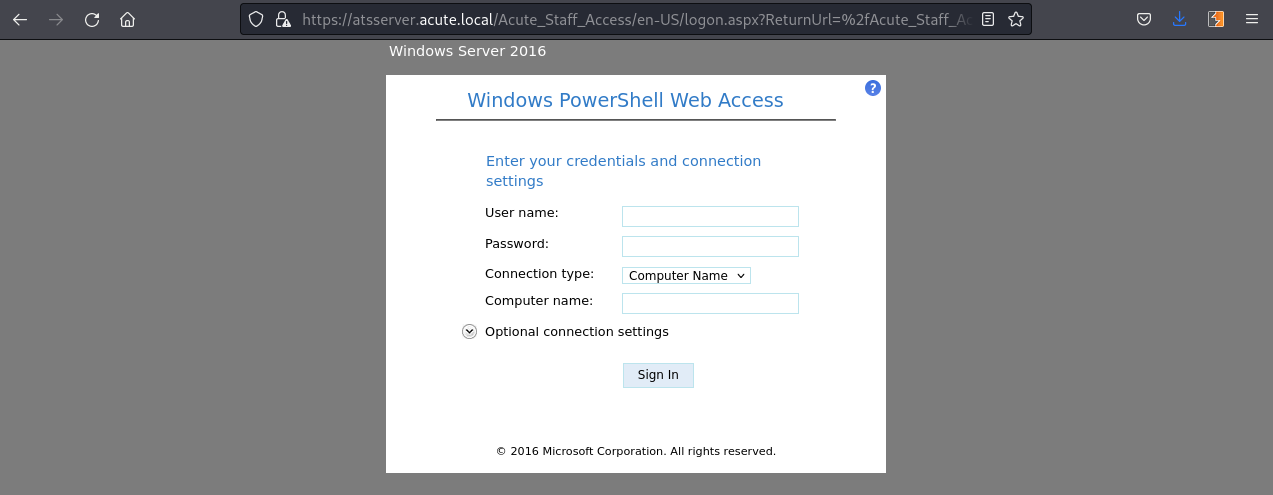 https://atsserver.acute.local/Acute_Staff_Access/en-US/logon.aspx?ReturnUrl=%2fAcute_Staff_Ac
Windows Server 2016
?
Windows PowerShell Web Access
Enter your credentials and connection
settings
User name:
Password:
Connection type: Computer Name
Computer name:
Optional connection settings
Sign In
© 2016 Microsoft Corporation. All rights reserved.